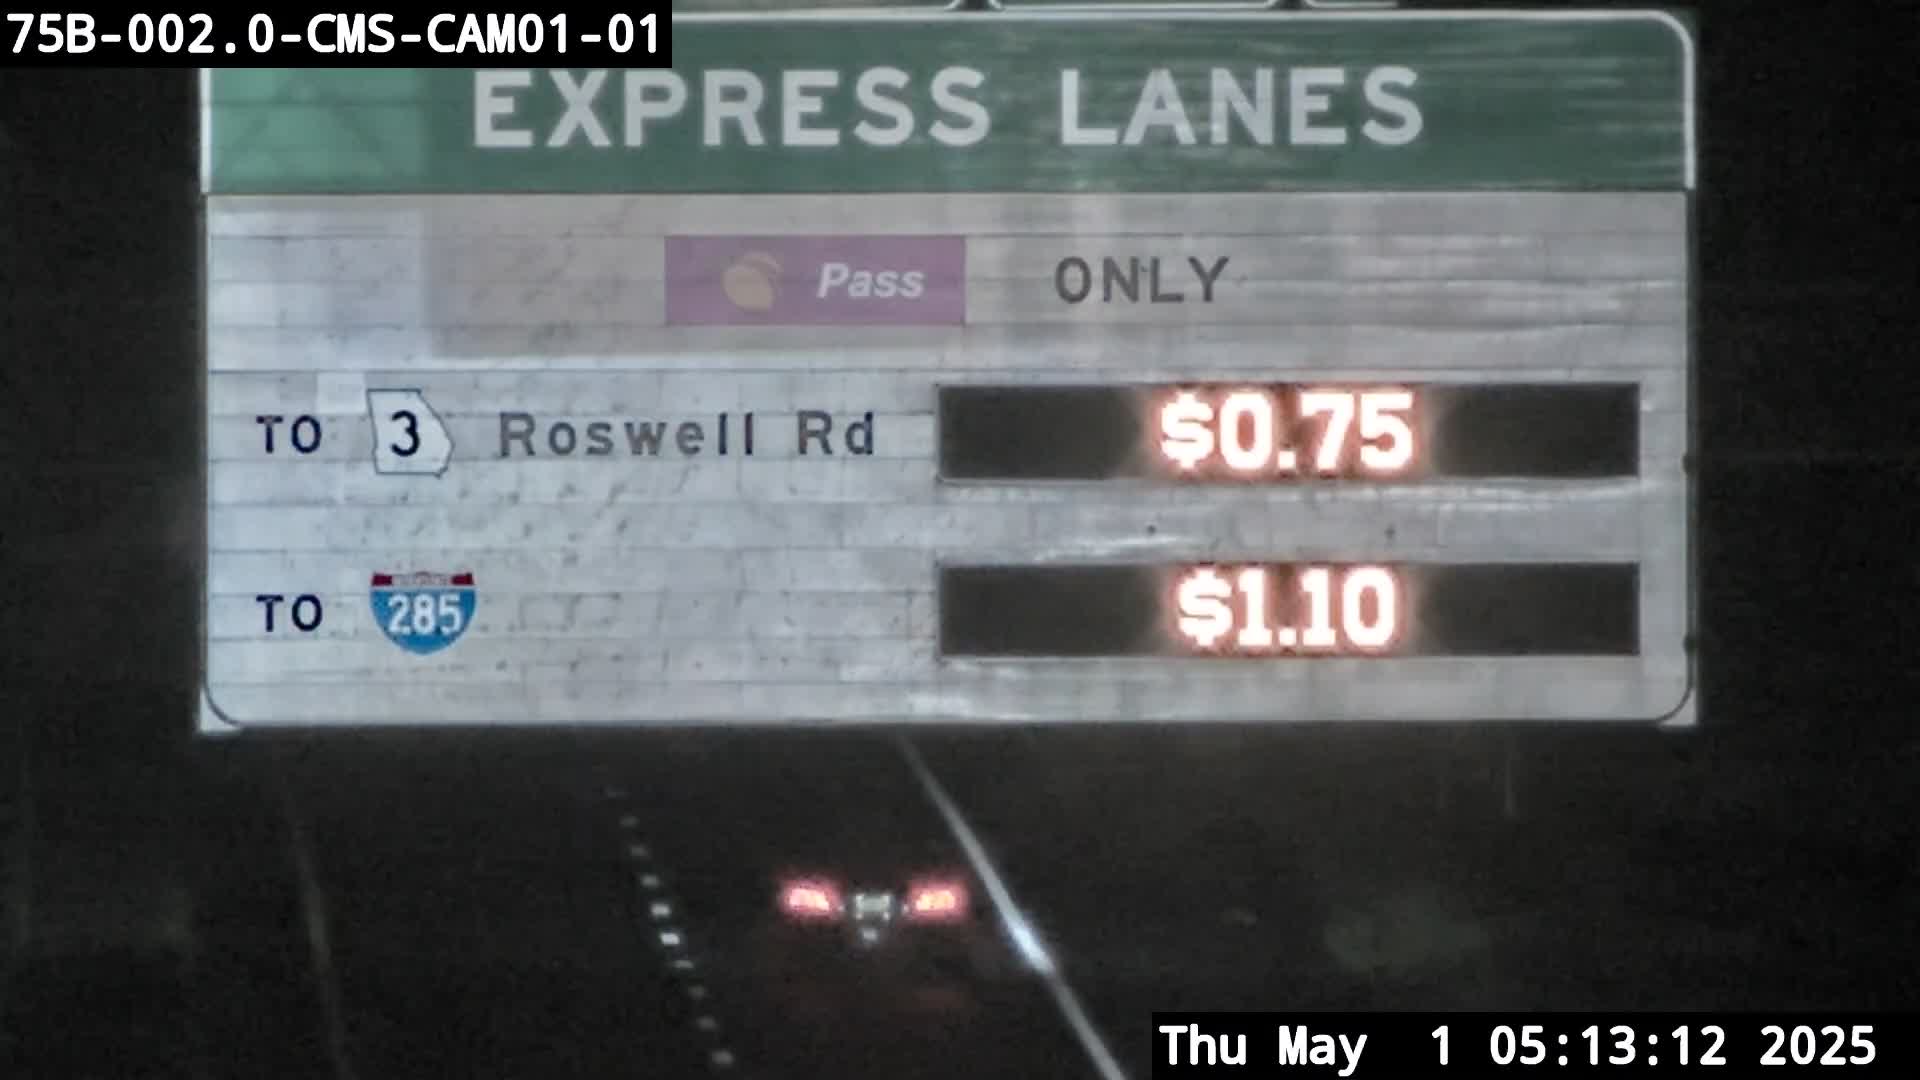 75B-002.0-CMS-CAM01-01
EXPRESS LANES
Pass ONLY
TO 3 Roswell Rd $0.75
TO 285 $1.10
Thu May 1 05:13:12 2025